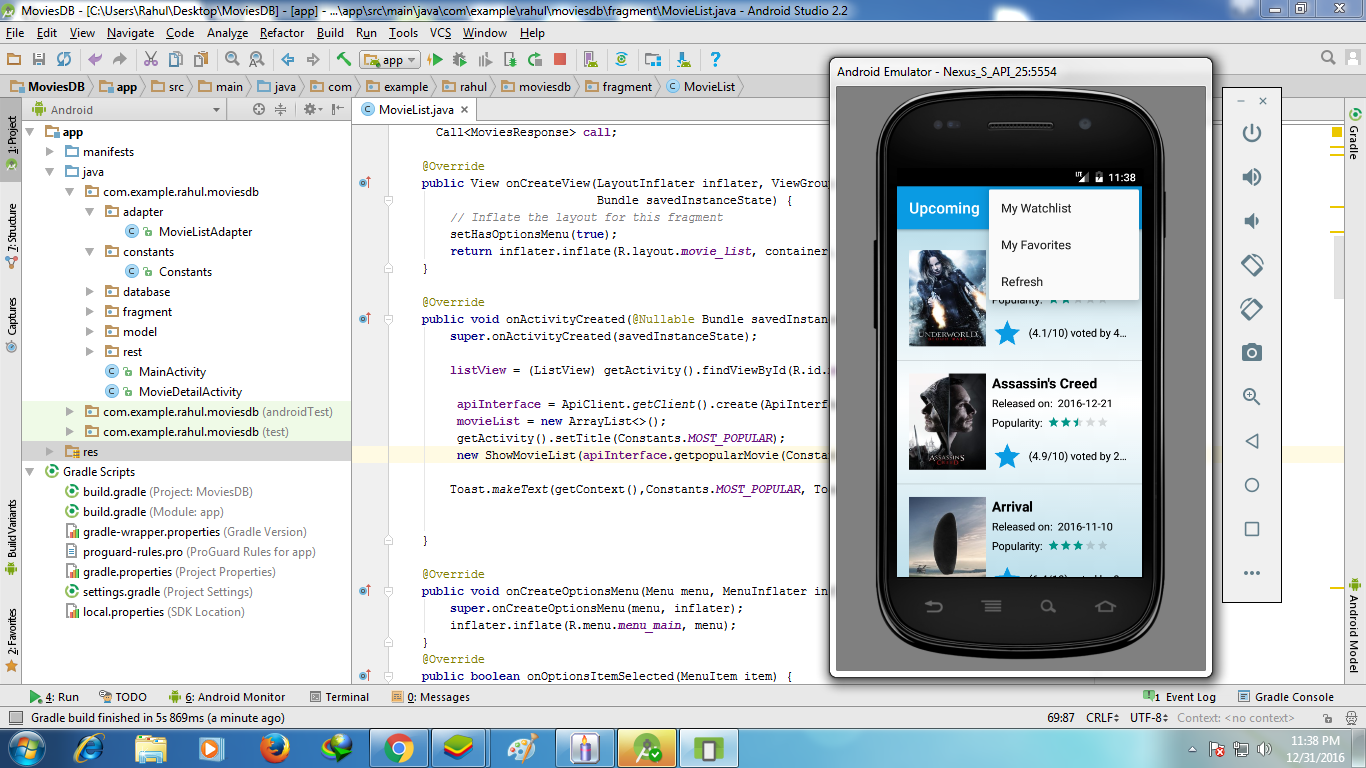 MoviesDB - [C:\Users\Rahul\Desktop\MoviesDB] - [app] - ...\app\src\main\java\com\example\rahul\moviesdb\fragment\MovieList.java - Android Studio 2.2
File Edit View Navigate Code Analyze Refactor Build Run Tools VCS Window Help
app
MoviesDB app src main java com example rahul moviesdb fragment MovieList
Android
MovieList.java
1: Project
7: Structure
Captures
Build Variants
2: Favorites
app
manifests
java
com.example.rahul.moviesdb
adapter
MovieListAdapter
constants
Constants
database
fragment
model
rest
MainActivity
MovieDetailActivity
com.example.rahul.moviesdb (androidTest)
com.example.rahul.moviesdb (test)
res
Gradle Scripts
build.gradle (Project: MoviesDB)
build.gradle (Module: app)
gradle-wrapper.properties (Gradle Version)
proguard-rules.pro (ProGuard Rules for app)
gradle.properties (Project Properties)
settings.gradle (Project Settings)
local.properties (SDK Location)
Call<MoviesResponse> call;
@Override
public View onCreateView(LayoutInflater inflater, ViewGroup
Bundle savedInstanceState) {
// Inflate the layout for this fragment
setHasOptionsMenu(true);
return inflater.inflate(R.layout.movie_list, container
}
@Override
public void onActivityCreated(@Nullable Bundle savedInstan
super.onActivityCreated(savedInstanceState);
listView = (ListView) getActivity().findViewById(R.id.
apiInterface = ApiClient.getClient().create(ApiInterf
movieList = new ArrayList<>();
getActivity().setTitle(Constants.MOST_POPULAR);
new ShowMovieList(apiInterface.getpopularMovie(Consta
Toast.makeText(getContext(),Constants.MOST_POPULAR, To
}
@Override
public void onCreateOptionsMenu(Menu menu, MenuInflater in
super.onCreateOptionsMenu(menu, inflater);
inflater.inflate(R.menu.menu_main, menu);
}
@Override
public boolean onOptionsItemSelected(MenuItem item) {
Android Emulator - Nexus_S_API_25:5554
LTE 11:38
Upcoming
My Watchlist
My Favorites
Refresh
UNDERWORLD
Popularity:
(4.1/10) voted by 4...
Assassin's Creed
Released on: 2016-12-21
Popularity:
ASSASSIN'S CREED
(4.9/10) voted by 2...
Arrival
Released on: 2016-11-10
Popularity:
Gradle
Android Model
4: Run TODO 6: Android Monitor Terminal 0: Messages 1 Event Log Gradle Console
Gradle build finished in 5s 869ms (a minute ago) 69:87 CRLF UTF-8 Context: <no context>
11:38 PM
12/31/2016